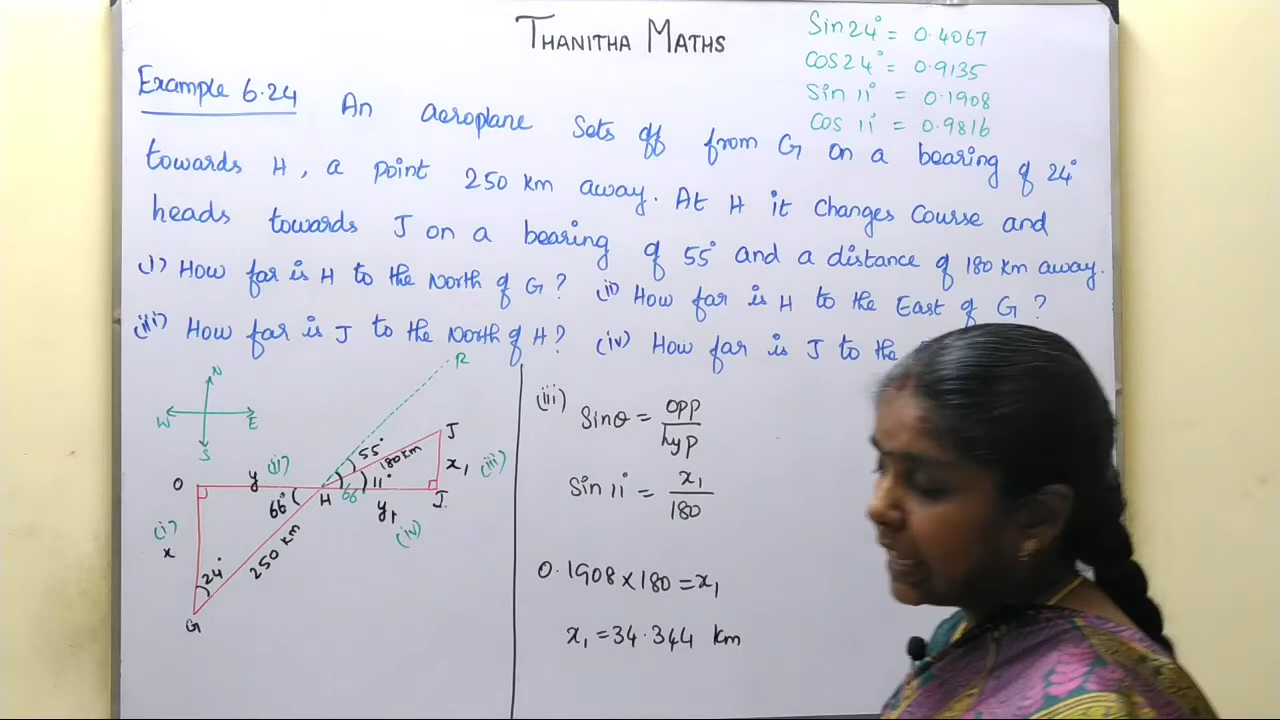 THANITHA MATHS
Sin 24° = 0.4067
COS 24° = 0.9135
Sin 11° = 0.1908
Cos 11° = 0.9816
Example 6.24 An aeroplane Sets off from G on a bearing of 24°
towards H, a point 250 km away. At H it Changes Course and
heads towards J on a bearing of 55° and a distance of 180 km away.
(i) How far is H to the North of G? (ii) How far is H to the East of G?
(iii) How far is J to the North of H? (iv) How far is J to the
N
W E
S
R
55°
180 km
J
x₁ (iii)
O y (ii)
66° H 66 11° J
y₁
(iv)
(i)
x
24° 250 km
G
(iii) Sinθ = opp / hyp
Sin 11° = x₁ / 180
0.1908 x 180 = x₁
x₁ = 34.344 km